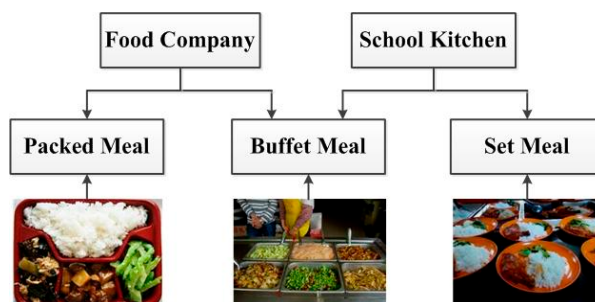 Food Company
School Kitchen
Packed Meal
Buffet Meal
Set Meal